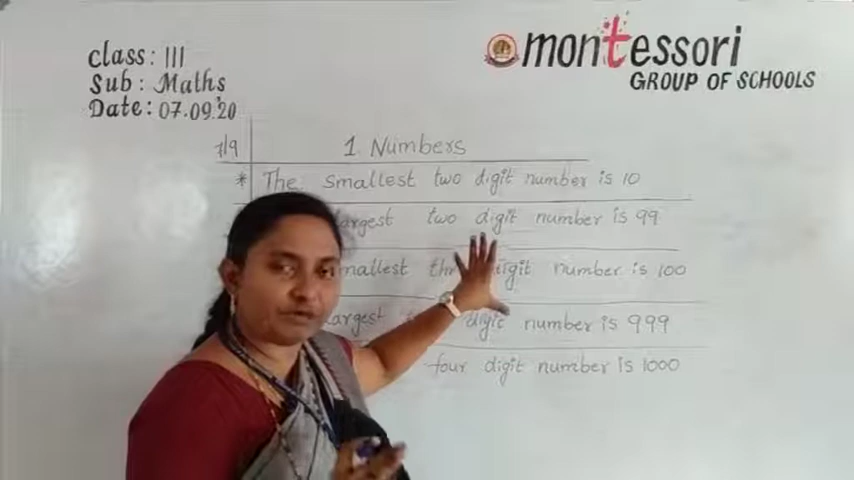 class: III
Sub: Maths
Date: 07.09.'20
montessori
GROUP OF SCHOOLS
7/9
1. Numbers
* The smallest two digit number is 10
largest two digit number is 99
smallest digit number is 100
largest digit number is 999
four digit number is 1000